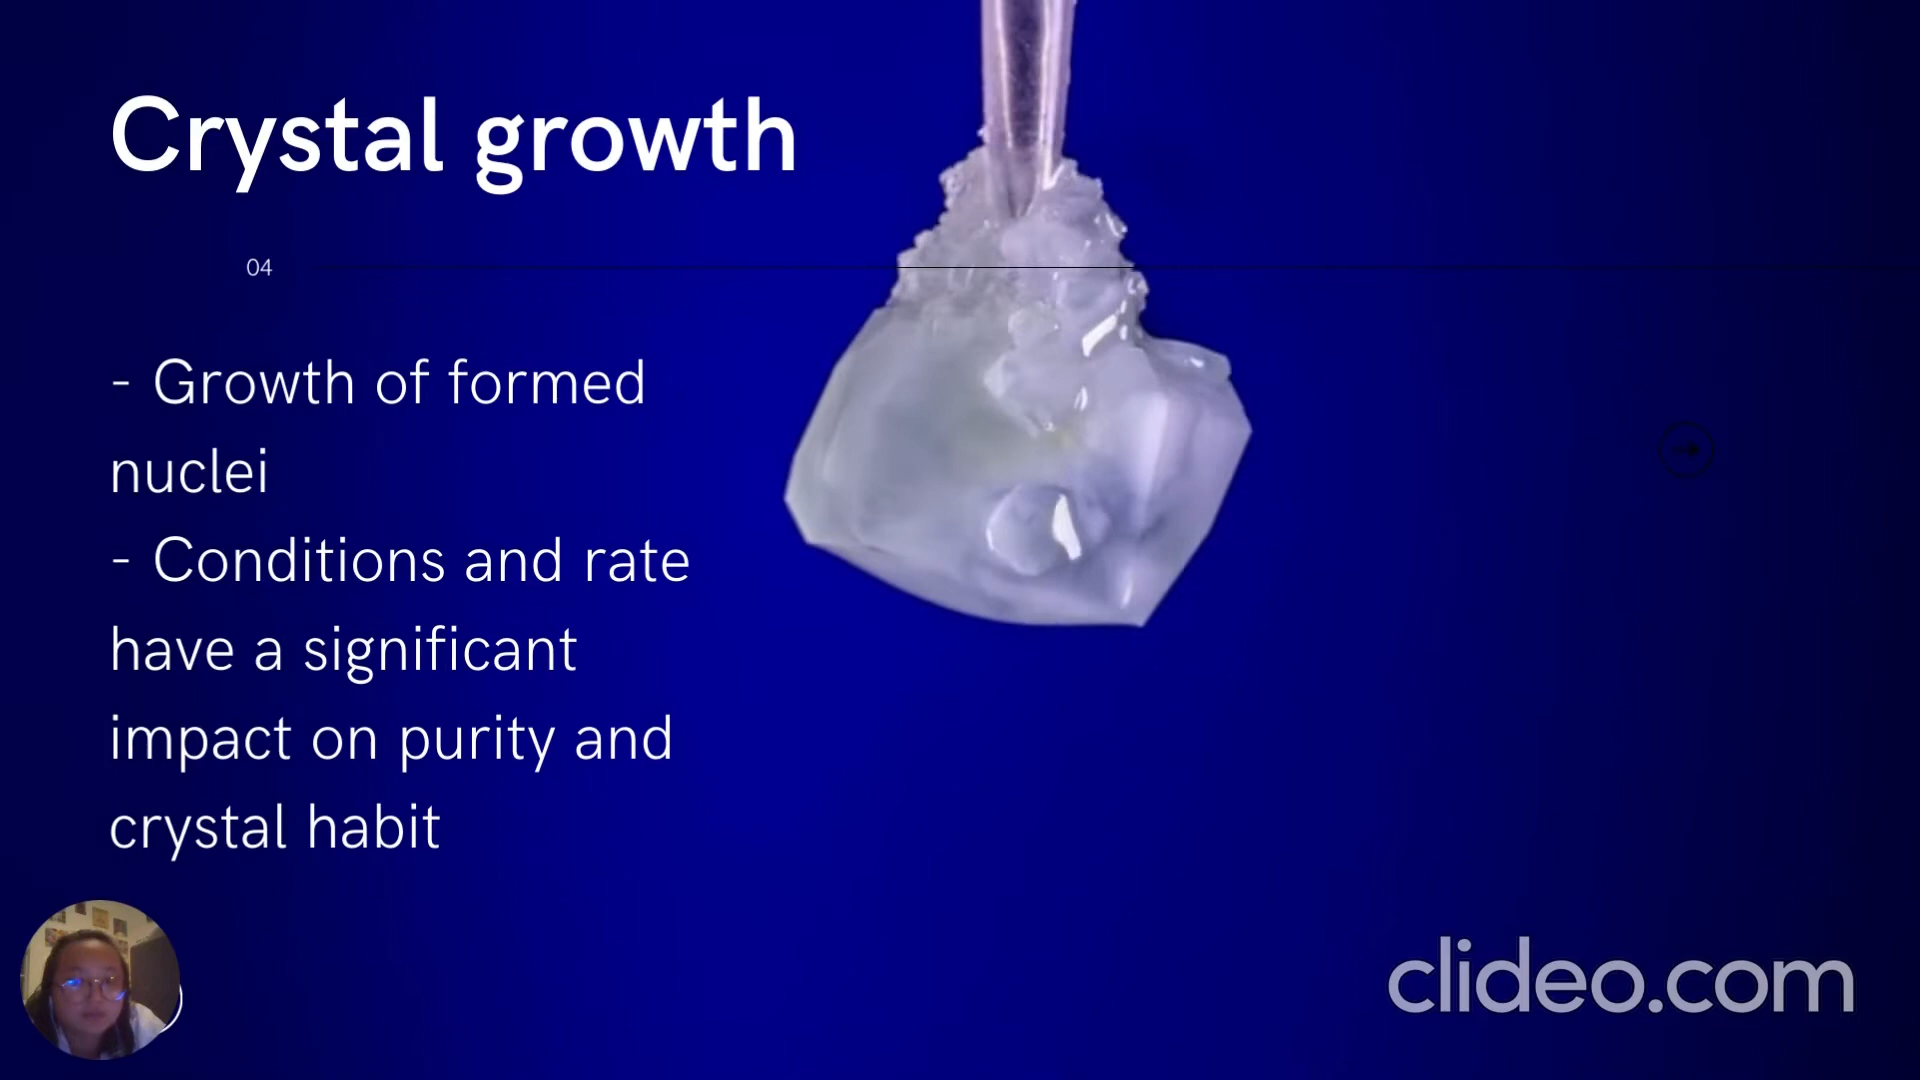 Crystal growth
04
- Growth of formed
nuclei
- Conditions and rate
have a significant
impact on purity and
crystal habit
clideo.com